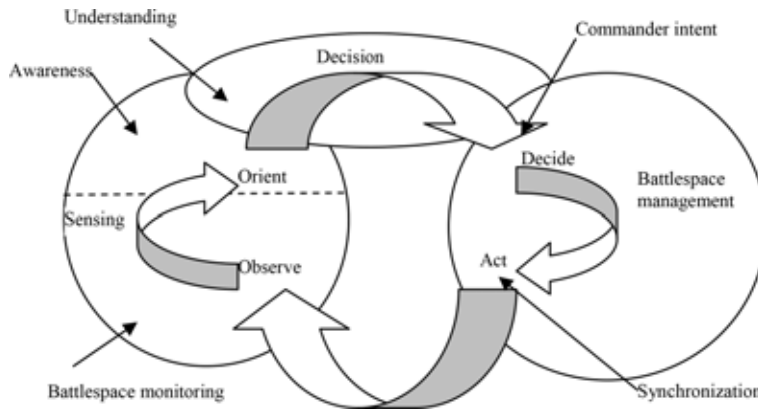 Understanding
Commander intent
Decision
Awareness
Decide
Orient
Battlespace
management
Sensing
Observe
Act
Battlespace monitoring
Synchronization